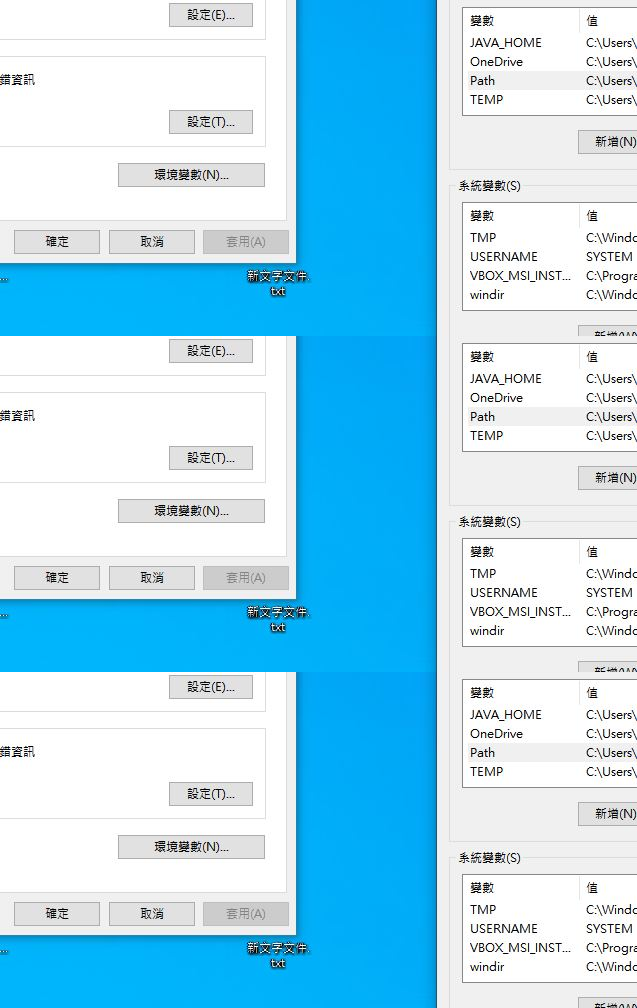 設定(E)...
錯資訊
設定(T)...
環境變數(N)...
確定 取消 套用(A)
...
新文字文件.
txt
變數 值
JAVA_HOME C:\Users\
OneDrive C:\Users\
Path C:\Users\
TEMP C:\Users\
新增(N)
系統變數(S)
變數 值
TMP C:\Windo
USERNAME SYSTEM
VBOX_MSI_INST... C:\Progra
windir C:\Windo
新增(W)
設定(E)...
錯資訊
設定(T)...
環境變數(N)...
確定 取消 套用(A)
...
新文字文件.
txt
變數 值
JAVA_HOME C:\Users\
OneDrive C:\Users\
Path C:\Users\
TEMP C:\Users\
新增(N)
系統變數(S)
變數 值
TMP C:\Windo
USERNAME SYSTEM
VBOX_MSI_INST... C:\Progra
windir C:\Windo
新增(W)
設定(E)...
錯資訊
設定(T)...
環境變數(N)...
確定 取消 套用(A)
...
新文字文件.
txt
變數 值
JAVA_HOME C:\Users\
OneDrive C:\Users\
Path C:\Users\
TEMP C:\Users\
新增(N)
系統變數(S)
變數 值
TMP C:\Windo
USERNAME SYSTEM
VBOX_MSI_INST... C:\Progra
windir C:\Windo
新增(W)